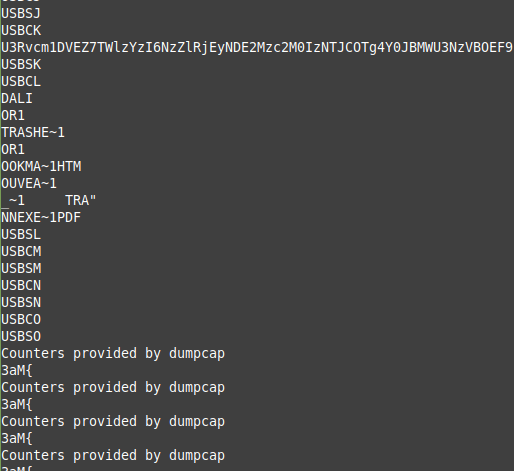 USBSJ
USBCK
U3Rvcm1DVEZ7TWlzYzI6NzZlRjEyNDE2Mzc2M0IzNTJCOTg4Y0JBMWU3NzVBOEF9
USBSK
USBCL
DALI
OR1
TRASHE~1
OR1
OOKMA~1HTM
OUVEA~1
_~1     TRA"
NNEXE~1PDF
USBSL
USBCM
USBSM
USBCN
USBSN
USBCO
USBSO
Counters provided by dumpcap
3aM{
Counters provided by dumpcap
3aM{
Counters provided by dumpcap
3aM{
Counters provided by dumpcap